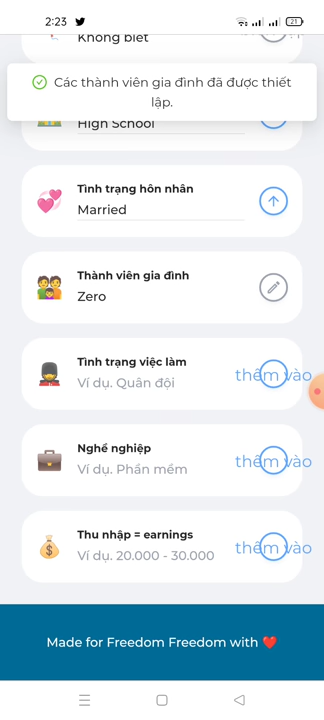 2:23
21
Không biết
Các thành viên gia đình đã được thiết
lập.
High School
Tình trạng hôn nhân
Married
Thành viên gia đình
Zero
Tình trạng việc làm
Ví dụ. Quân đội
thêm vào
Nghề nghiệp
Ví dụ. Phần mềm
thêm vào
Thu nhập = earnings
Ví dụ. 20.000 - 30.000
thêm vào
Made for Freedom Freedom with ❤️